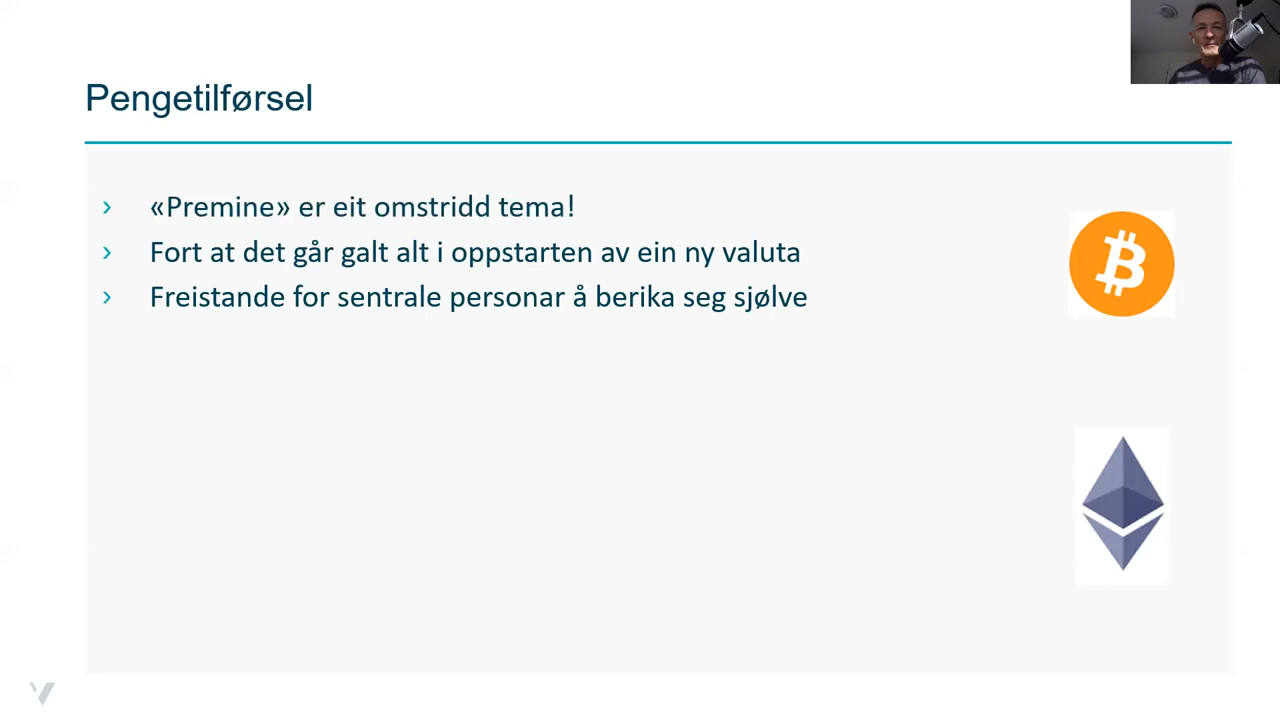 Pengetilførsel
«Premine» er eit omstridd tema!
Fort at det går galt alt i oppstarten av ein ny valuta
Freistande for sentrale personar å berika seg sjølve